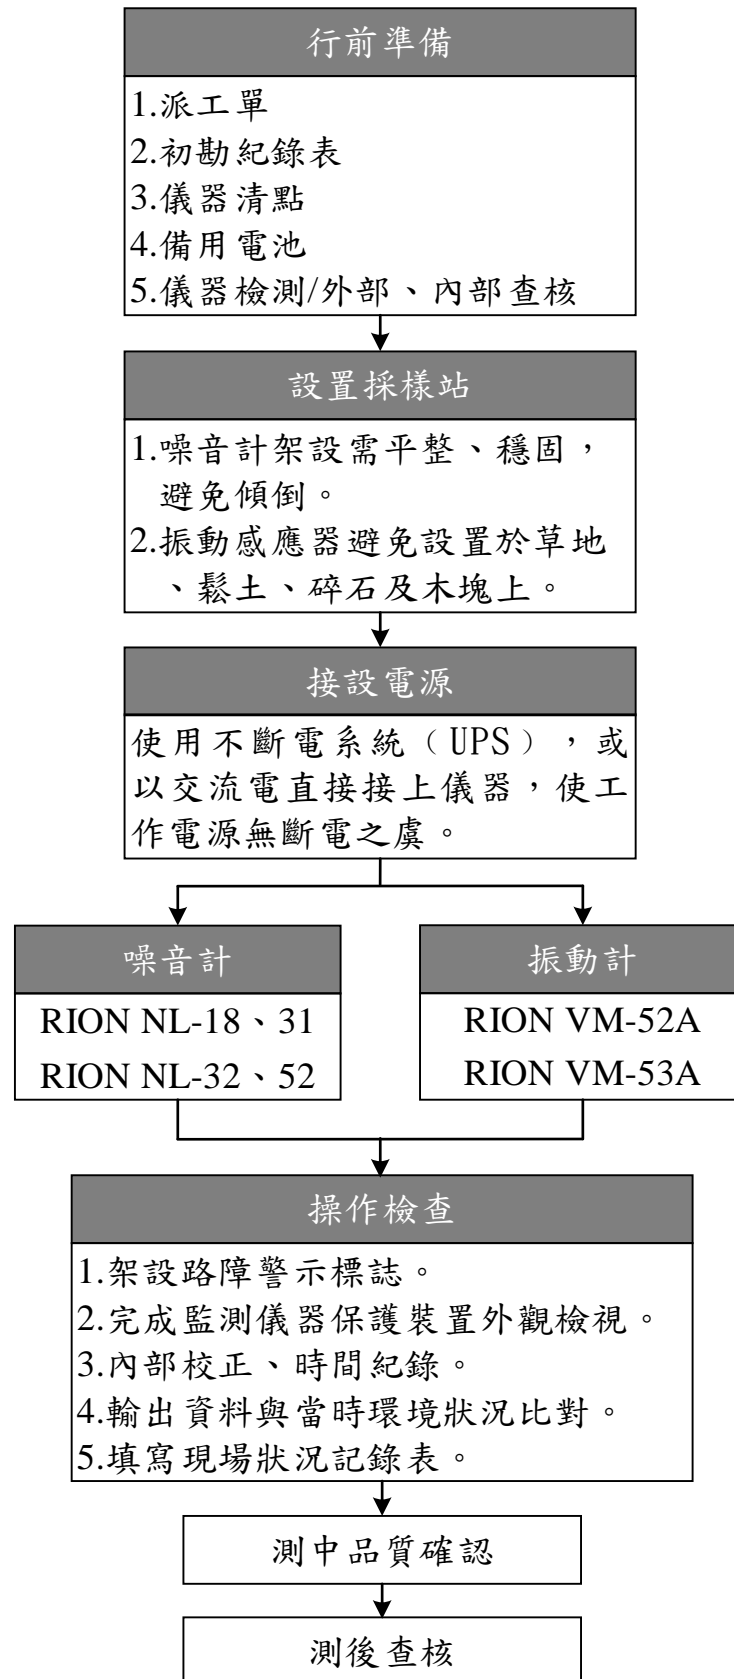 行前準備
1.派工單
2.初勘紀錄表
3.儀器清點
4.備用電池
5.儀器檢測/外部、內部查核
設置採樣站
1.噪音計架設需平整、穩固，
避免傾倒。
2.振動感應器避免設置於草地
、鬆土、碎石及木塊上。
接設電源
使用不斷電系統（UPS），或
以交流電直接接上儀器，使工
作電源無斷電之虞。
噪音計
RION NL-18、31
RION NL-32、52
振動計
RION VM-52A
RION VM-53A
操作檢查
1.架設路障警示標誌。
2.完成監測儀器保護裝置外觀檢視。
3.內部校正、時間紀錄。
4.輸出資料與當時環境狀況比對。
5.填寫現場狀況記錄表。
測中品質確認
測後查核